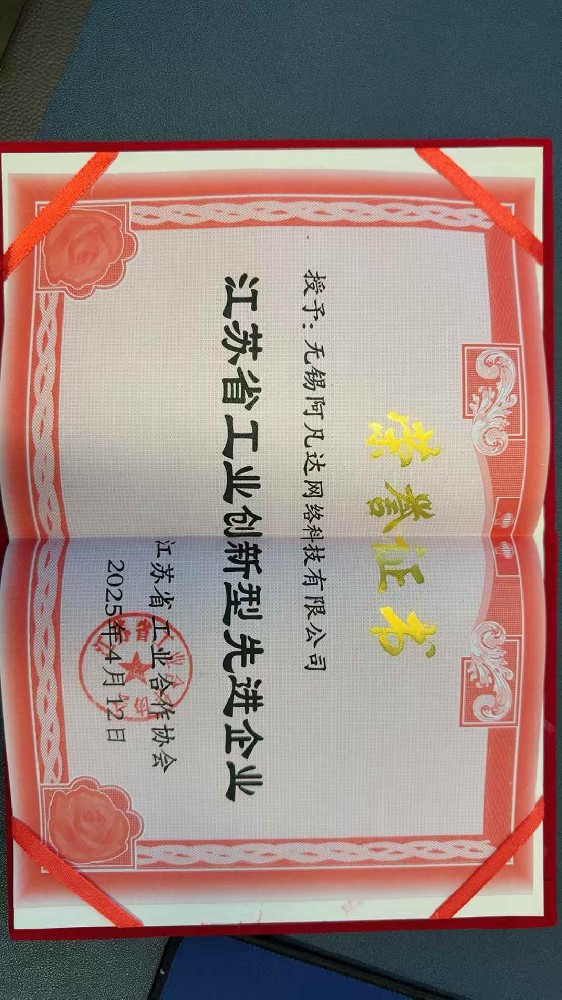 荣誉证书
授予：无锡阿凡达网络科技有限公司
江苏省工业创新型先进企业
江苏省工业合作协会
2025年4月12日